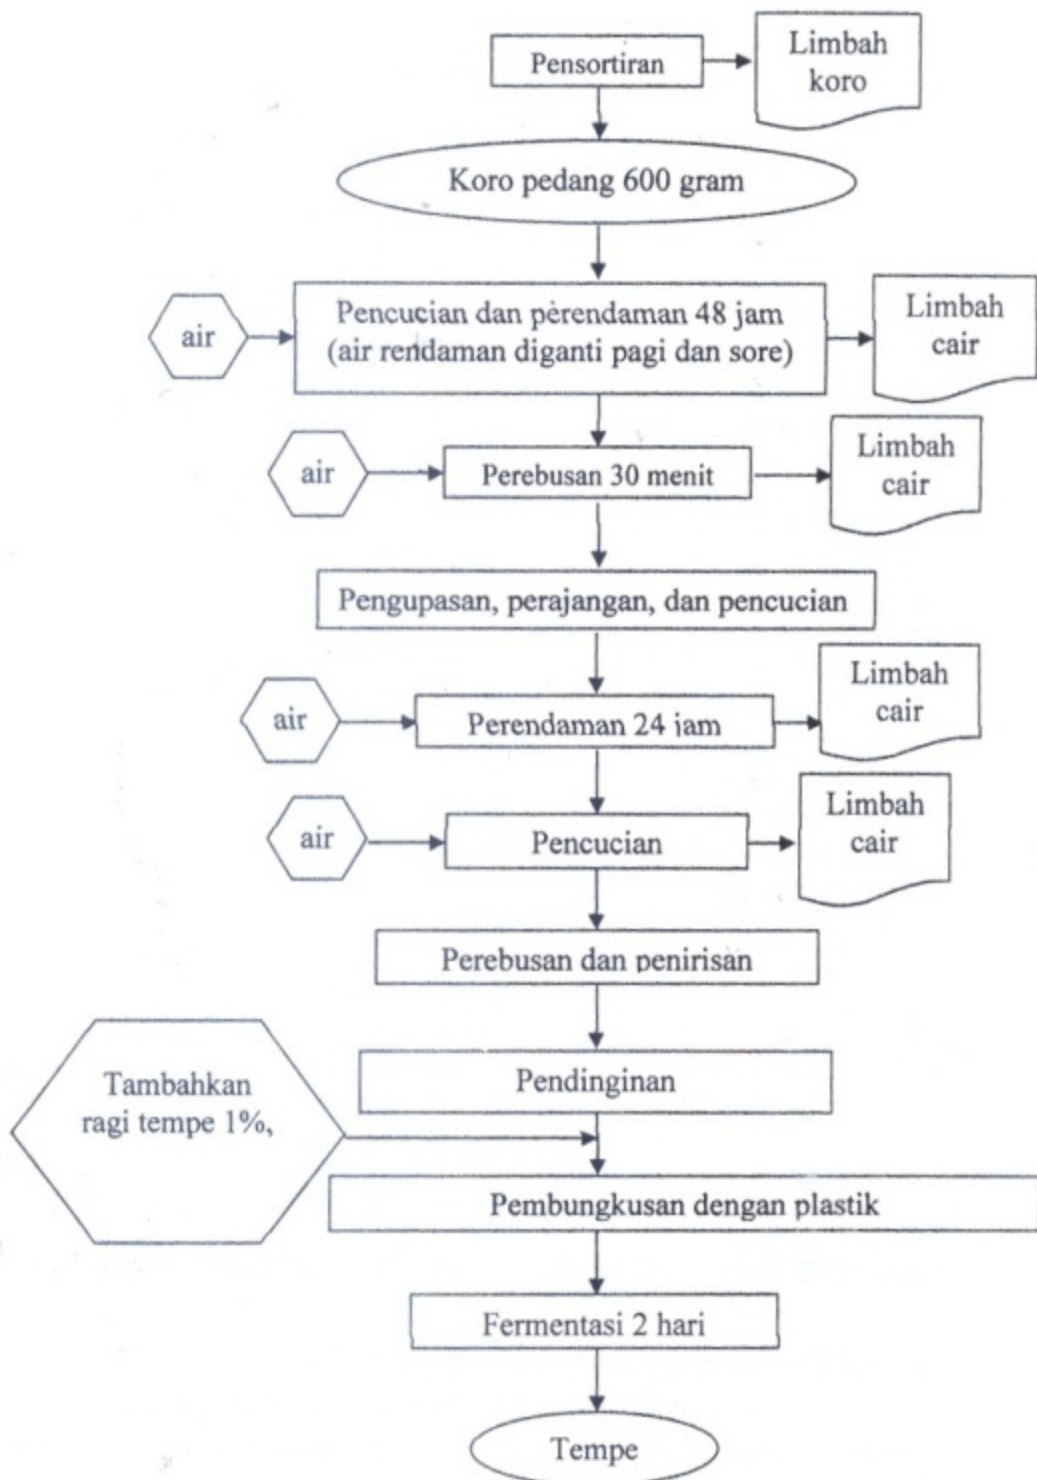 Pensortiran
Limbah
koro
Koro pedang 600 gram
air
Pencucian dan perendaman 48 jam
(air rendaman diganti pagi dan sore)
Limbah
cair
air
Perebusan 30 menit
Limbah
cair
Pengupasan, perajangan, dan pencucian
air
Perendaman 24 jam
Limbah
cair
air
Pencucian
Limbah
cair
Perebusan dan penirisan
Pendinginan
Tambahkan
ragi tempe 1%,
Pembungkusan dengan plastik
Fermentasi 2 hari
Tempe